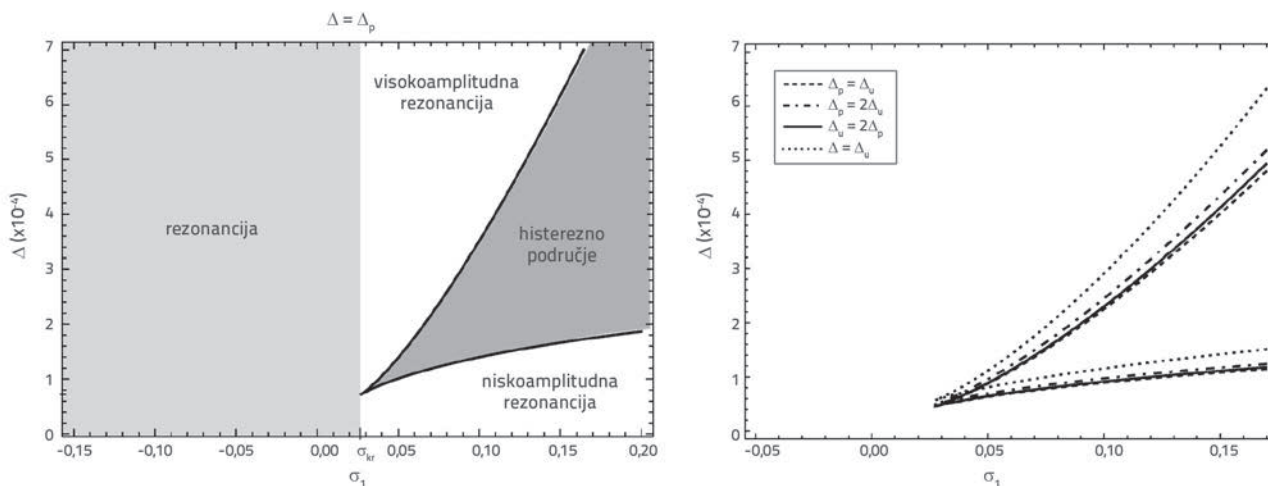 Δ = Δp
7
6
5
4
3
2
1
0
Δ (x10⁻⁴)
visokoamplitudna
rezonancija
rezonancija
histerezno
područje
niskoamplitudna
rezonancija
-0,15
-0,10
-0,05
0,00
σkr
0,05
0,10
0,15
0,20
σ1
7
6
5
4
3
2
1
0
Δ (x10⁻⁴)
Δp = Δu
Δp = 2Δu
Δu = 2Δp
Δ = Δu
-0,05
0,00
0,05
0,10
0,15
σ1